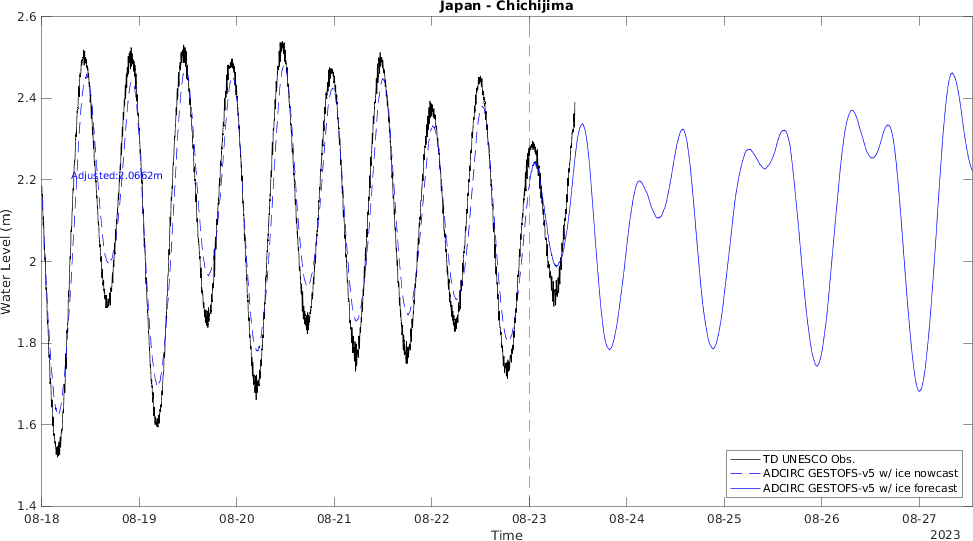 Japan - Chichijima
2.6
2.4
2.2
2
1.8
1.6
1.4
Water Level (m)
Adjusted:2.0662m
TD UNESCO Obs.
ADCIRC GESTOFS-v5 w/ ice nowcast
ADCIRC GESTOFS-v5 w/ ice forecast
08-18
08-19
08-20
08-21
08-22
08-23
08-24
08-25
08-26
08-27
Time
2023